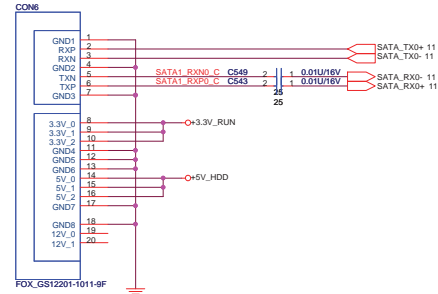 CON6
GND1 1
RXP 2 SATA_TX0+ 11
RXN 3 SATA_TX0- 11
GND2 4
TXN 5 SATA1_RXN0_C C549 2 1 0.01U/16V SATA_RX0- 11
TXP 6 SATA1_RXP0_C C543 2 1 0.01U/16V SATA_RX0+ 11
GND3 7
25
25
3.3V_0 8 +3.3V_RUN
3.3V_1 9
3.3V_2 10
GND4 11
GND5 12
GND6 13
5V_0 14 +5V_HDD
5V_1 15
5V_2 16
GND7 17
GND8 18
12V_0 19
12V_1 20
FOX_GS12201-1011-9F